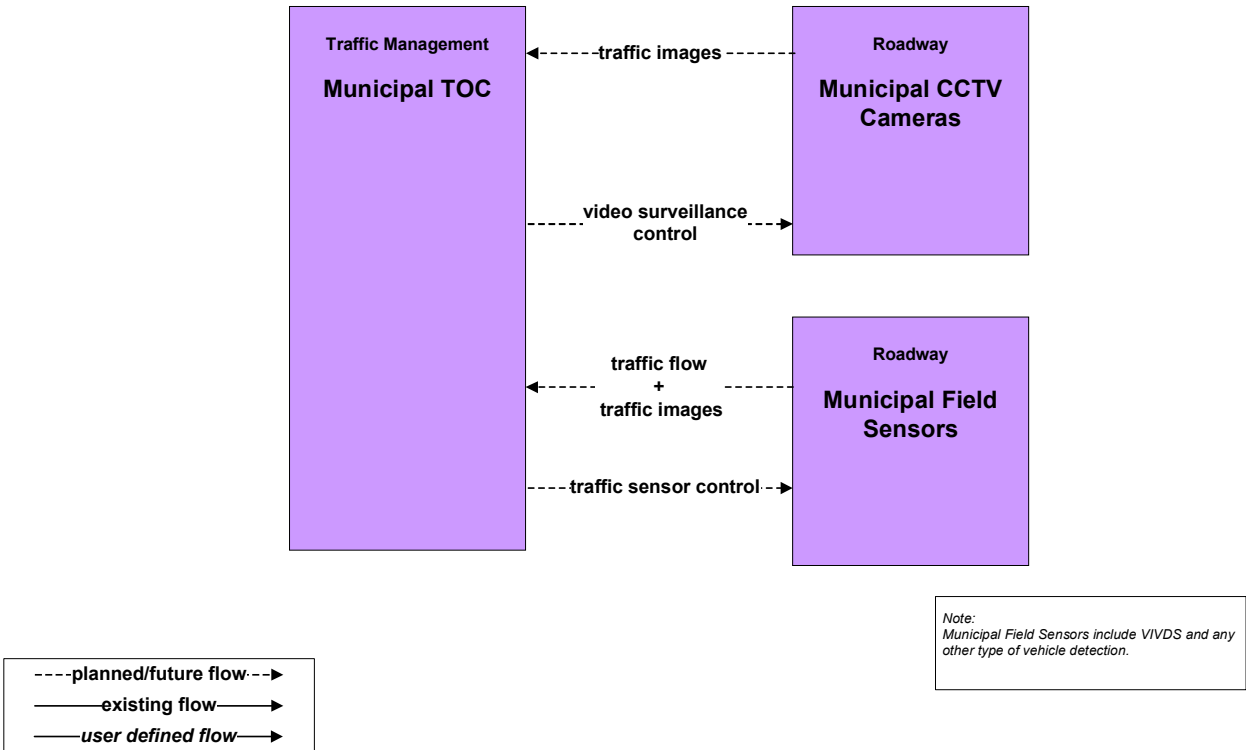 Traffic Management
Municipal TOC
traffic images
Roadway
Municipal CCTV
Cameras
video surveillance
control
traffic flow
+
traffic images
Roadway
Municipal Field
Sensors
traffic sensor control
Note:
Municipal Field Sensors include VIVDS and any
other type of vehicle detection.
planned/future flow
existing flow
user defined flow